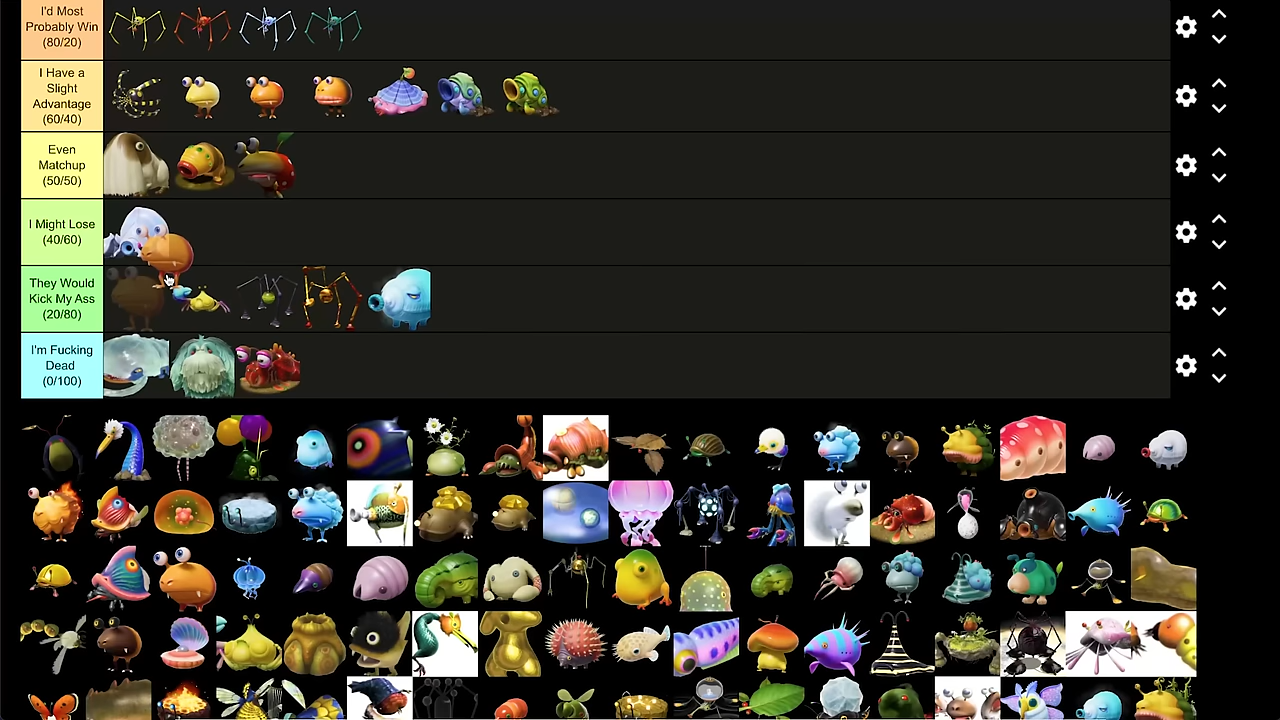 I'd Most
Probably Win
(80/20)
I Have a
Slight
Advantage
(60/40)
Even
Matchup
(50/50)
I Might Lose
(40/60)
They Would
Kick My Ass
(20/80)
I'm Fucking
Dead
(0/100)